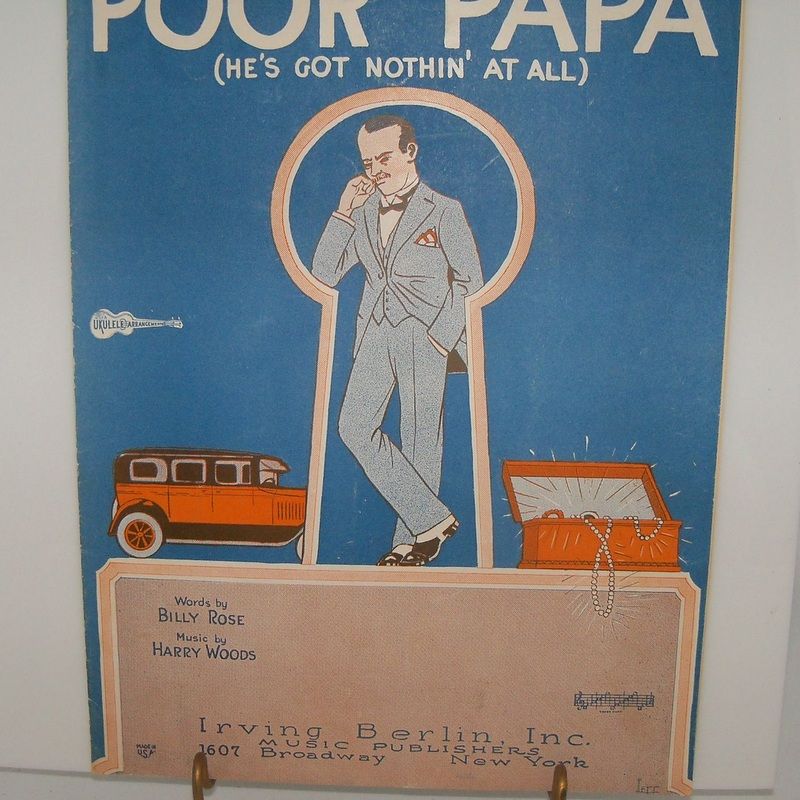 POOR PAPA
(HE'S GOT NOTHIN' AT ALL)
UKULELE ARRANGEMENT
Words by
BILLY ROSE
Music by
HARRY WOODS
Irving Berlin, Inc.
MUSIC PUBLISHERS
1607 Broadway New York
MADE IN
USA